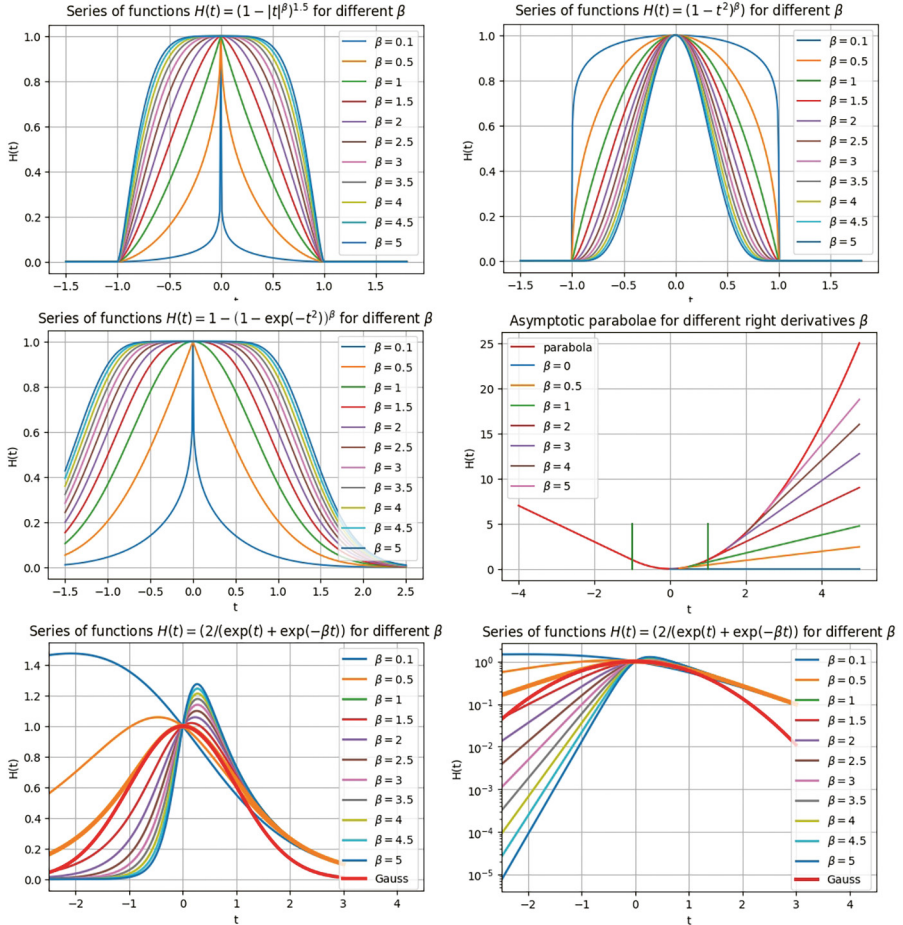 Series of functions H(t) = (1 − |t|^β)^1.5 for different β
H(t)
1.0
0.8
0.6
0.4
0.2
0.0
−1.5 −1.0 −0.5 0.0 0.5 1.0 1.5
β = 0.1
β = 0.5
β = 1
β = 1.5
β = 2
β = 2.5
β = 3
β = 3.5
β = 4
β = 4.5
β = 5
Series of functions H(t) = (1 − t²)^β) for different β
H(t)
1.0
0.8
0.6
0.4
0.2
0.0
−1.5 −1.0 −0.5 0.0 0.5 1.0 1.5
β = 0.1
β = 0.5
β = 1
β = 1.5
β = 2
β = 2.5
β = 3
β = 3.5
β = 4
β = 4.5
β = 5
Series of functions H(t) = 1 − (1 − exp(−t²))^β for different β
H(t)
1.0
0.8
0.6
0.4
0.2
0.0
−1.5 −1.0 −0.5 0.0 0.5 1.0 1.5 2.0 2.5
t
β = 0.1
β = 0.5
β = 1
β = 1.5
β = 2
β = 2.5
β = 3
β = 3.5
β = 4
β = 4.5
β = 5
Asymptotic parabolae for different right derivatives β
H(t)
25
20
15
10
5
0
−4 −2 0 2 4
t
parabola
β = 0
β = 0.5
β = 1
β = 2
β = 3
β = 4
β = 5
Series of functions H(t) = (2/(exp(t) + exp(−βt)) for different β
H(t)
1.4
1.2
1.0
0.8
0.6
0.4
0.2
0.0
−2 −1 0 1 2 3 4
t
β = 0.1
β = 0.5
β = 1
β = 1.5
β = 2
β = 2.5
β = 3
β = 3.5
β = 4
β = 4.5
β = 5
Gauss
Series of functions H(t) = (2/(exp(t) + exp(−βt)) for different β
H(t)
10⁰
10⁻¹
10⁻²
10⁻³
10⁻⁴
10⁻⁵
−2 −1 0 1 2 3 4
t
β = 0.1
β = 0.5
β = 1
β = 1.5
β = 2
β = 2.5
β = 3
β = 3.5
β = 4
β = 4.5
β = 5
Gauss